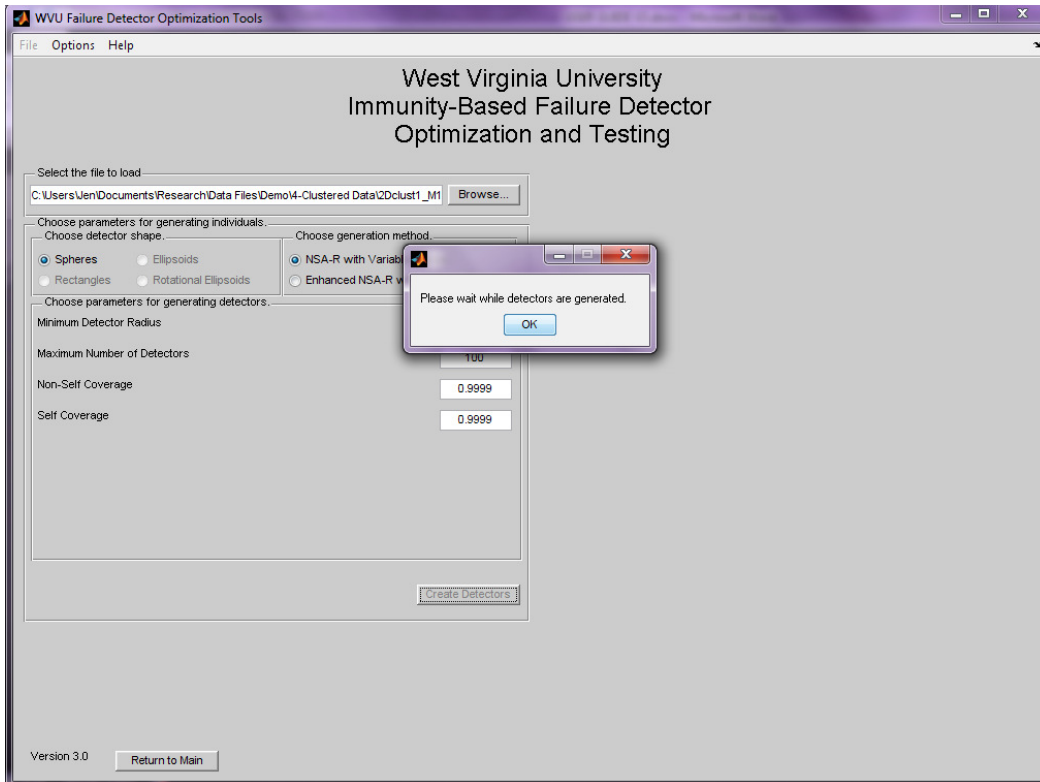 WVU Failure Detector Optimization Tools
File Options Help
West Virginia University
Immunity-Based Failure Detector
Optimization and Testing
Select the file to load
C:\Users\Jen\Documents\Research\Data Files\Demo\4-Clustered Data\2Dclust1_M1 Browse...
Choose parameters for generating individuals.
Choose detector shape. Choose generation method.
Spheres Ellipsoids NSA-R with Variabl
Rectangles Rotational Ellipsoids Enhanced NSA-R w
Please wait while detectors are generated.
OK
Choose parameters for generating detectors.
Minimum Detector Radius
Maximum Number of Detectors 100
Non-Self Coverage 0.9999
Self Coverage 0.9999
Create Detectors
Version 3.0 Return to Main